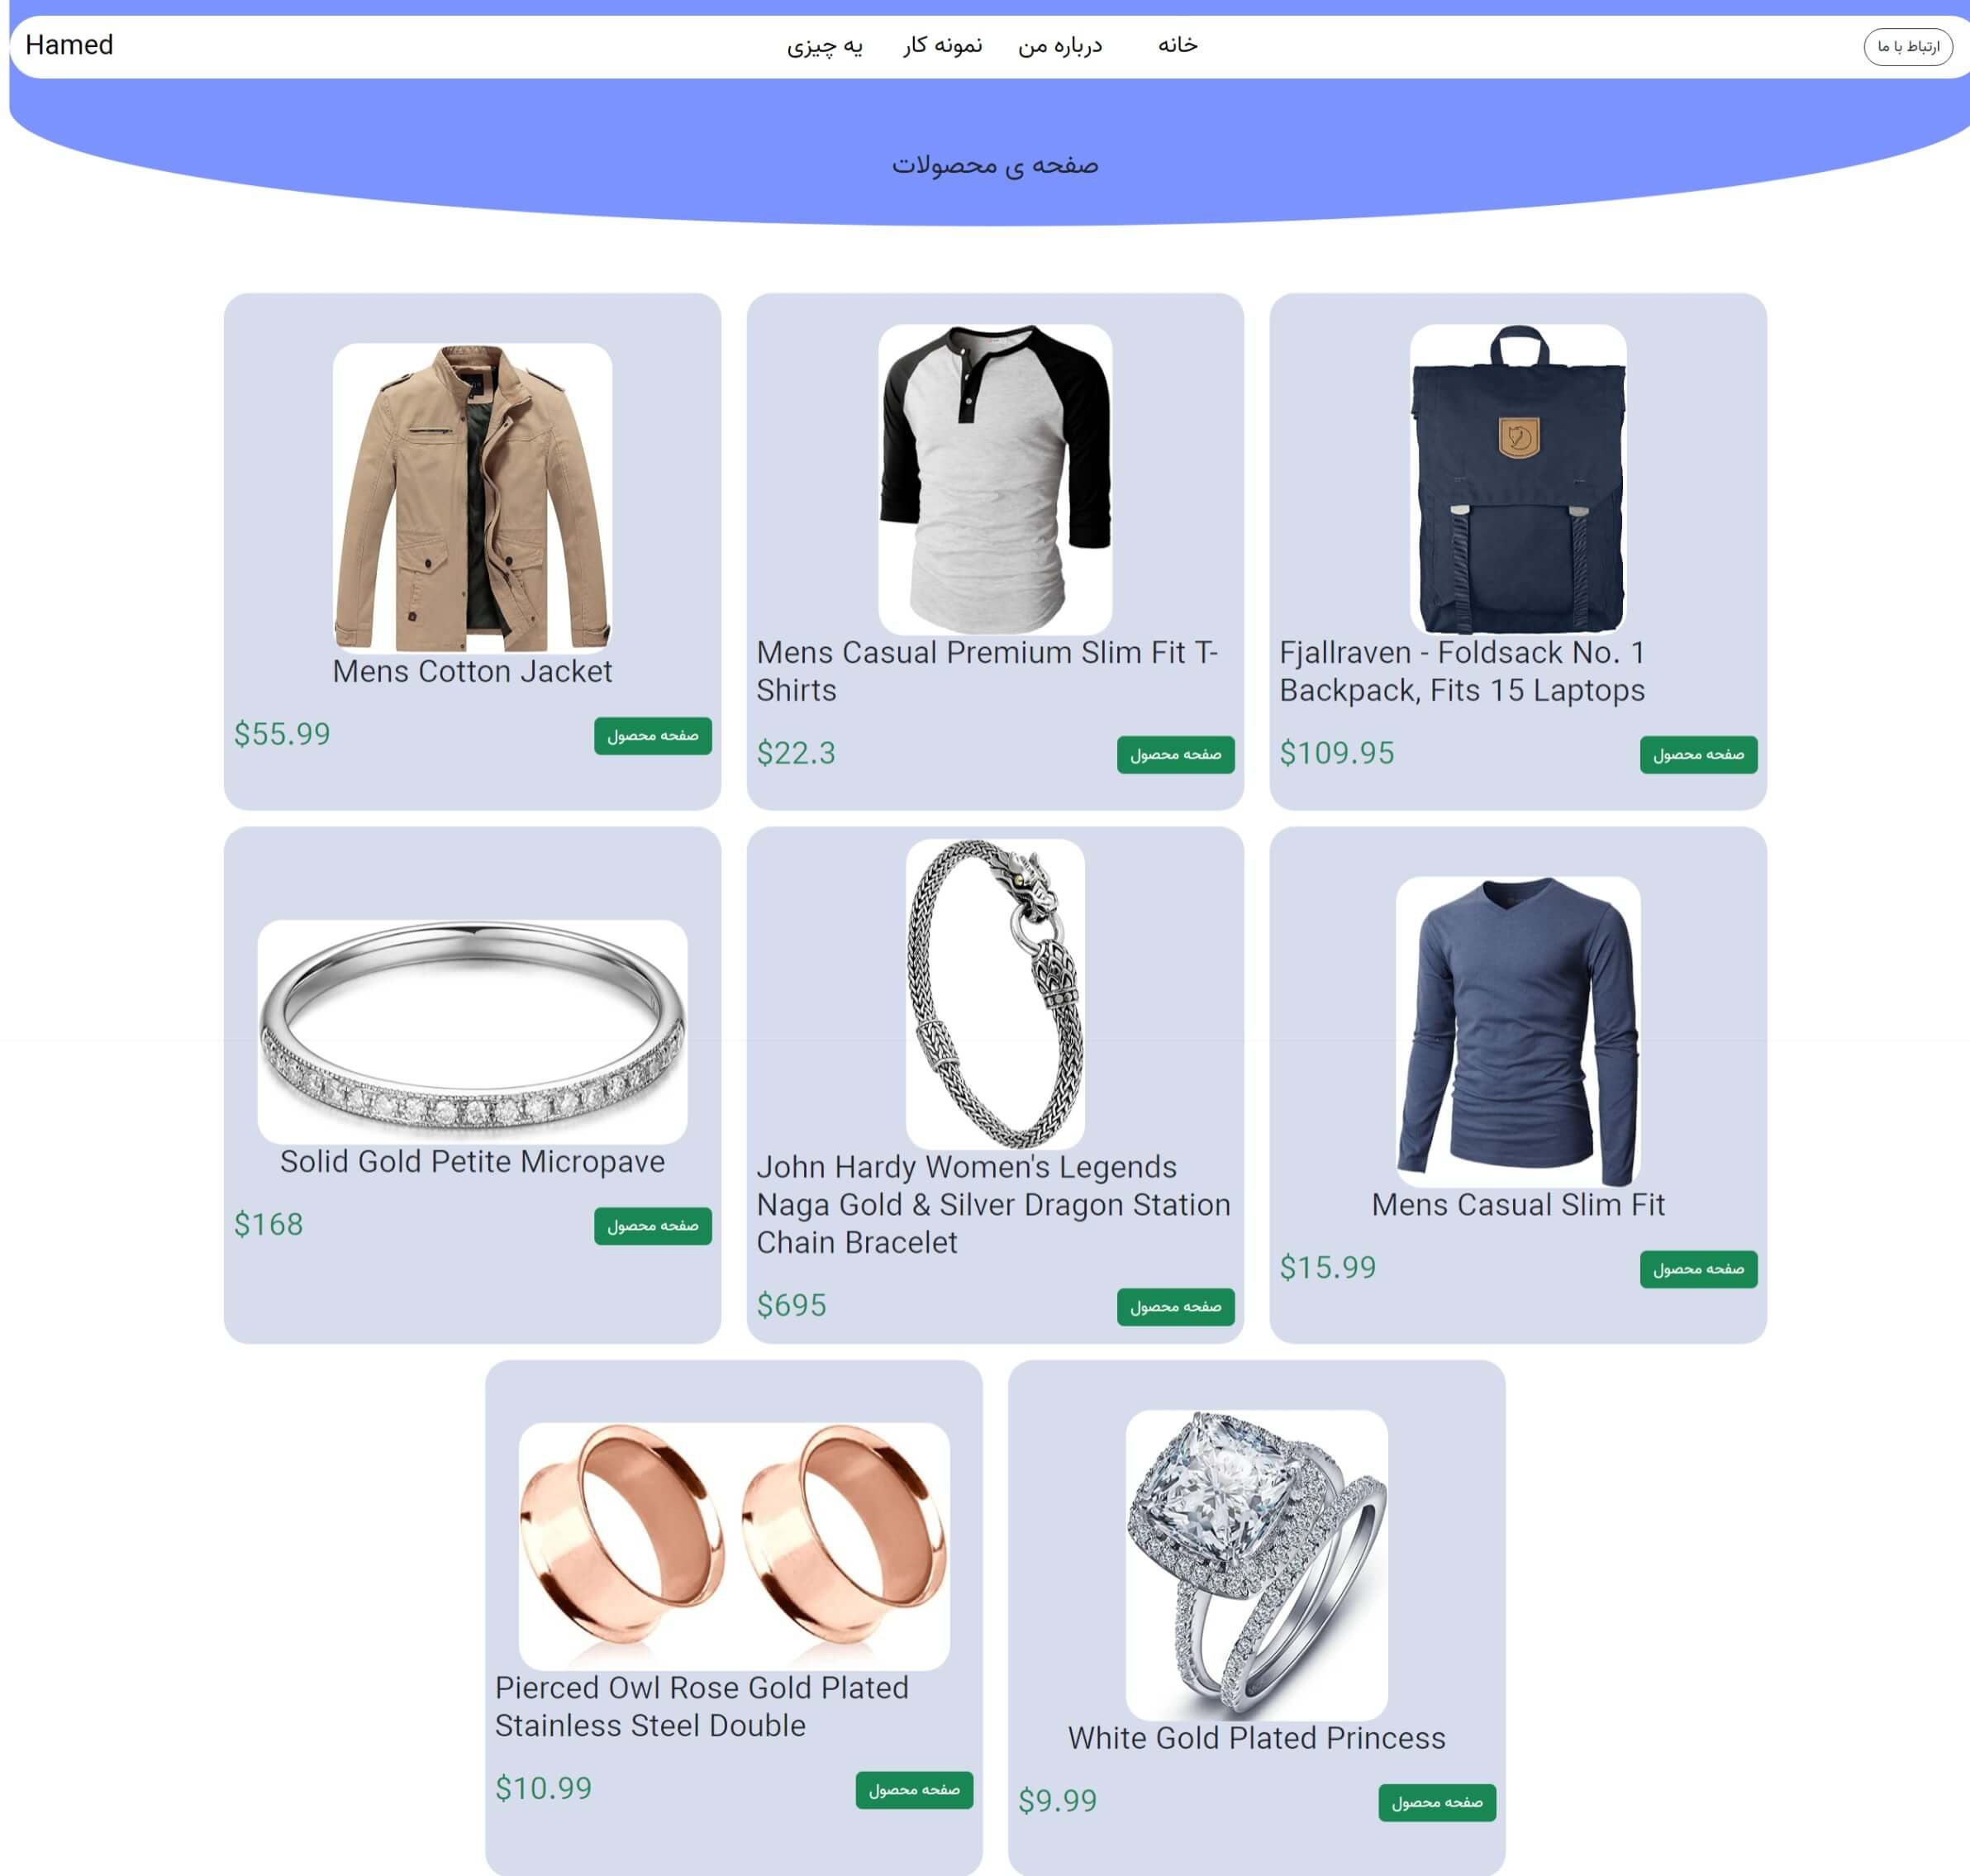 Hamed
خانه
درباره من
نمونه کار
یه چیزی
ارتباط با ما
صفحه ی محصولات
Mens Cotton Jacket
$55.99
صفحه محصول
Mens Casual Premium Slim Fit T-
Shirts
$22.3
صفحه محصول
Fjallraven - Foldsack No. 1
Backpack, Fits 15 Laptops
$109.95
صفحه محصول
Solid Gold Petite Micropave
$168
صفحه محصول
John Hardy Women's Legends
Naga Gold & Silver Dragon Station
Chain Bracelet
$695
صفحه محصول
Mens Casual Slim Fit
$15.99
صفحه محصول
Pierced Owl Rose Gold Plated
Stainless Steel Double
$10.99
صفحه محصول
White Gold Plated Princess
$9.99
صفحه محصول